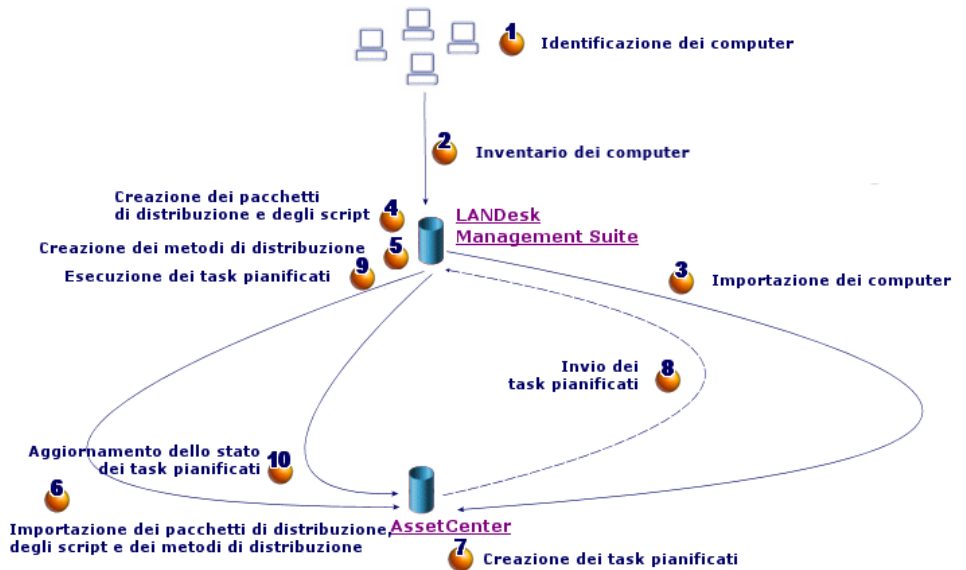 1 Identificazione dei computer
2 Inventario dei computer
Creazione dei pacchetti
di distribuzione e degli script 4
LANDesk
Management Suite
Creazione dei metodi di distribuzione 5
Esecuzione dei task pianificati 9
3 Importazione dei computer
Invio dei
task pianificati 8
Aggiornamento dello stato
dei task pianificati 10
6
Importazione dei pacchetti di distribuzione,
degli script e dei metodi di distribuzione
AssetCenter
7 Creazione dei task pianificati